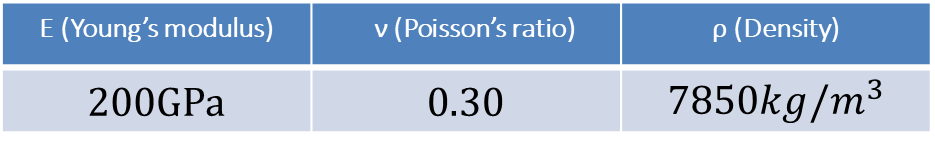 E (Young’s modulus) ν (Poisson’s ratio) ρ (Density)
200GPa 0.30 7850kg/m³